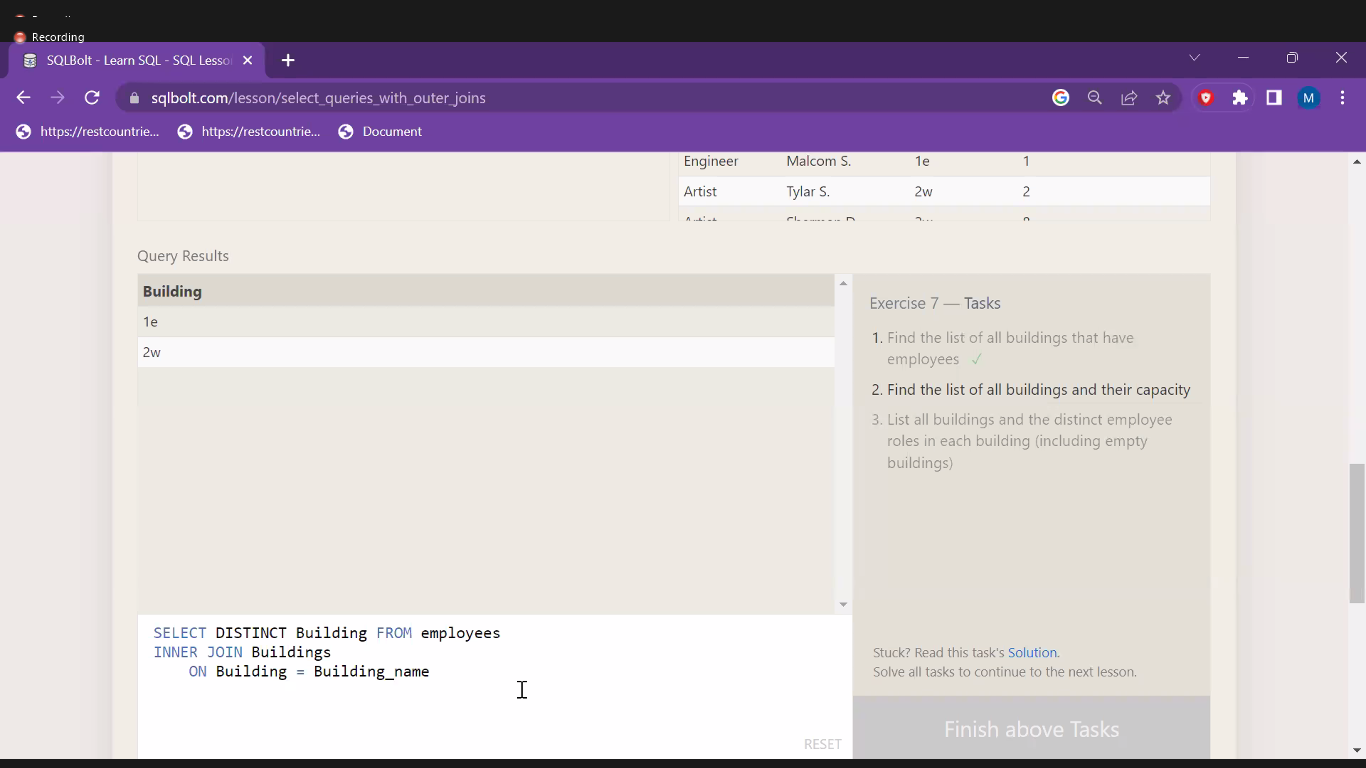 Recording
SQLBolt - Learn SQL - SQL Lesso
sqlbolt.com/lesson/select_queries_with_outer_joins
M
https://restcountrie... https://restcountrie... Document
Engineer Malcom S. 1e 1
Artist Tylar S. 2w 2
Query Results
Building
1e
2w
Exercise 7 — Tasks
1. Find the list of all buildings that have
employees ✓
2. Find the list of all buildings and their capacity
3. List all buildings and the distinct employee
roles in each building (including empty
buildings)
SELECT DISTINCT Building FROM employees
INNER JOIN Buildings
ON Building = Building_name
RESET
Stuck? Read this task's Solution.
Solve all tasks to continue to the next lesson.
Finish above Tasks